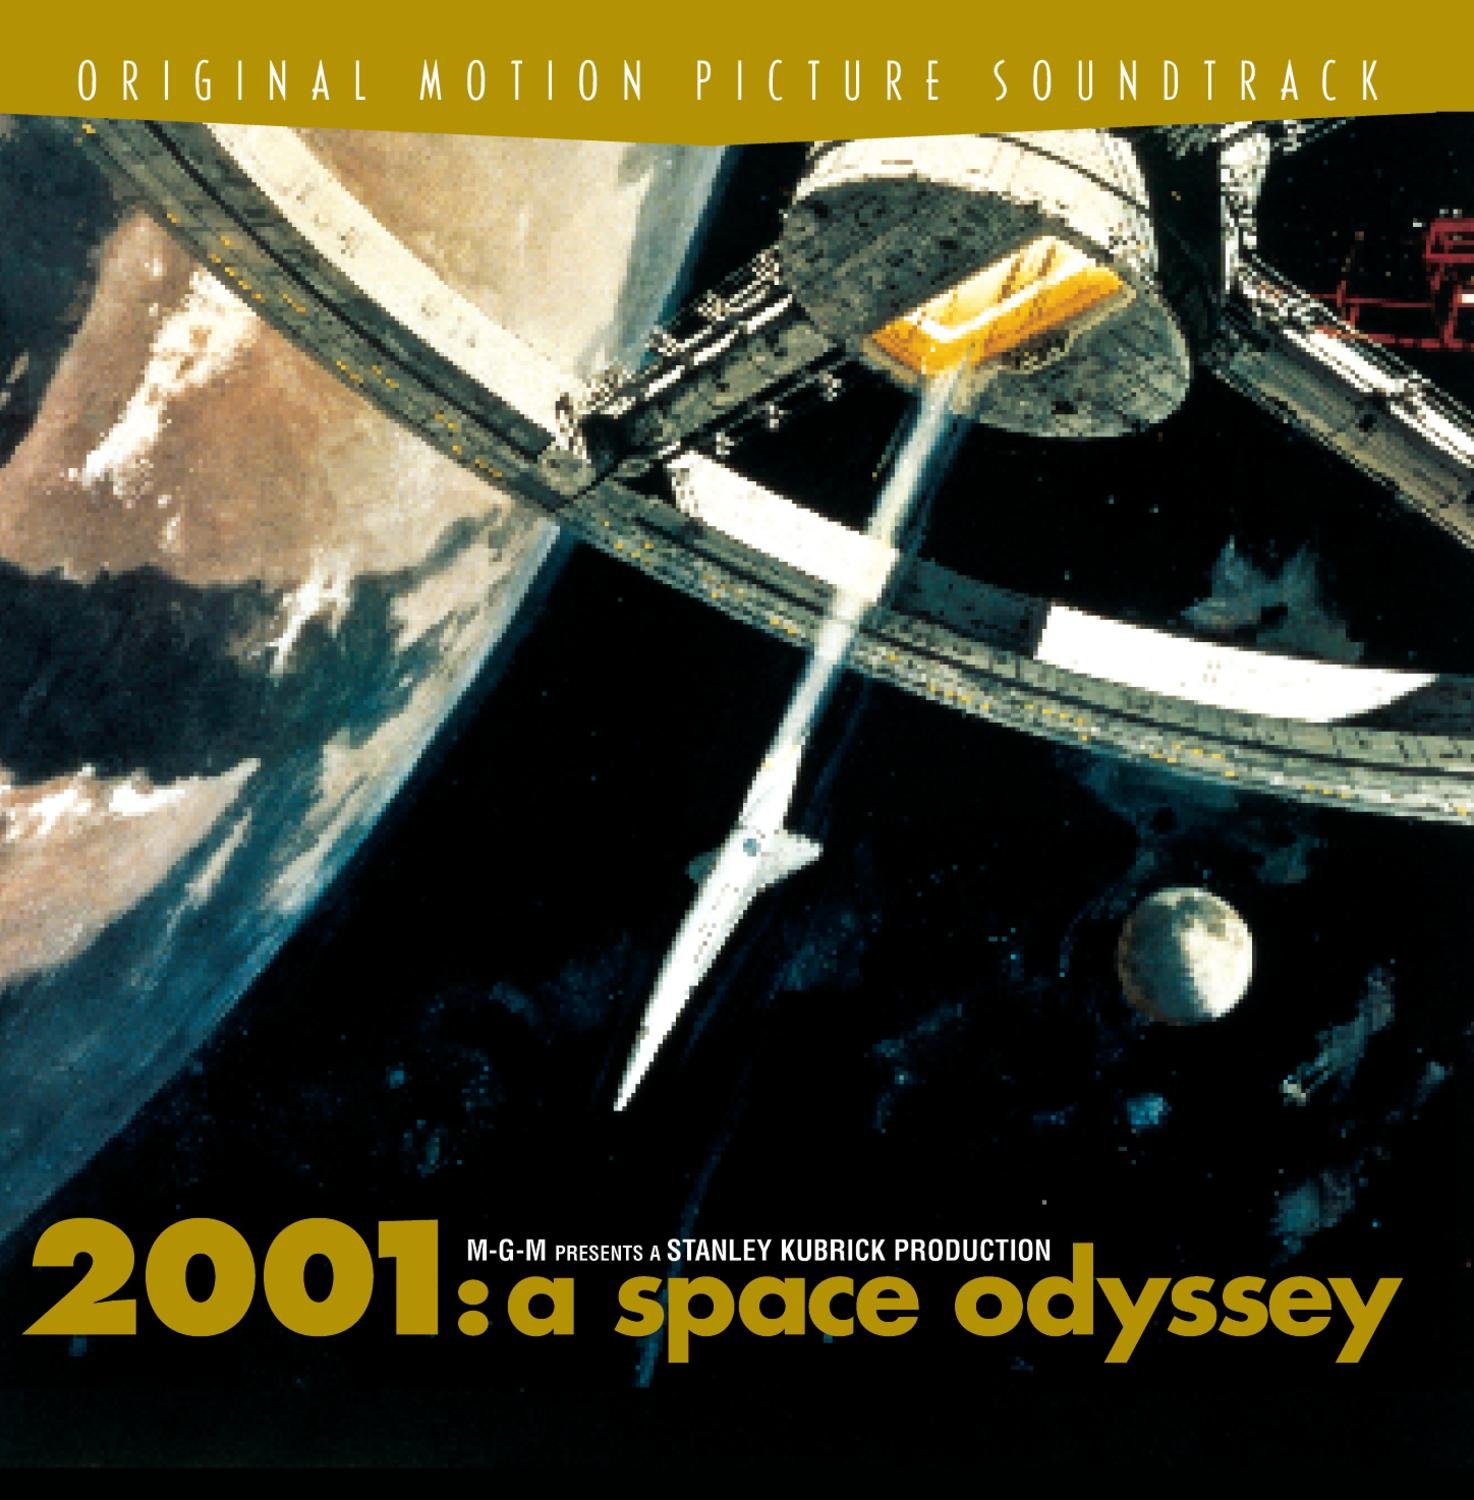 ORIGINAL MOTION PICTURE SOUNDTRACK
M-G-M PRESENTS A STANLEY KUBRICK PRODUCTION
2001: a space odyssey